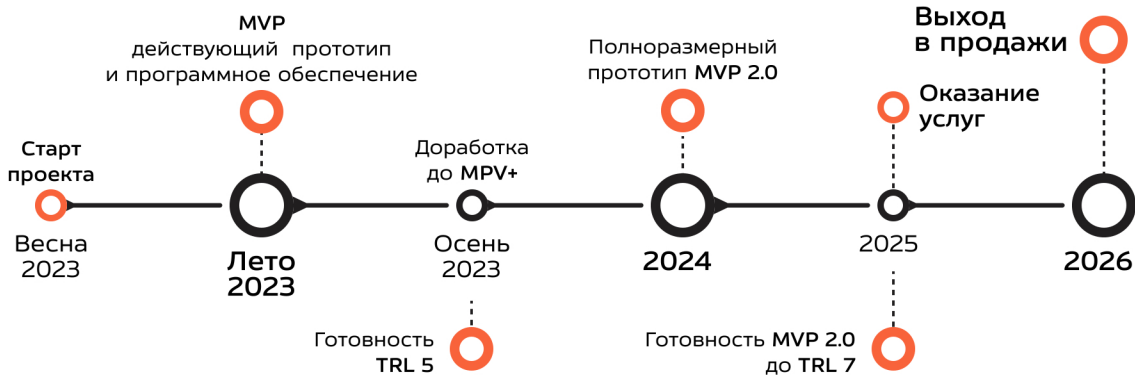 MVP
действующий прототип
и программное обеспечение
Полноразмерный
прототип MVP 2.0
Выход
в продажи
Оказание
услуг
Старт
проекта
Доработка
до MPV+
Весна
2023
Лето
2023
Осень
2023
2024
2025
2026
Готовность
TRL 5
Готовность MVP 2.0
до TRL 7